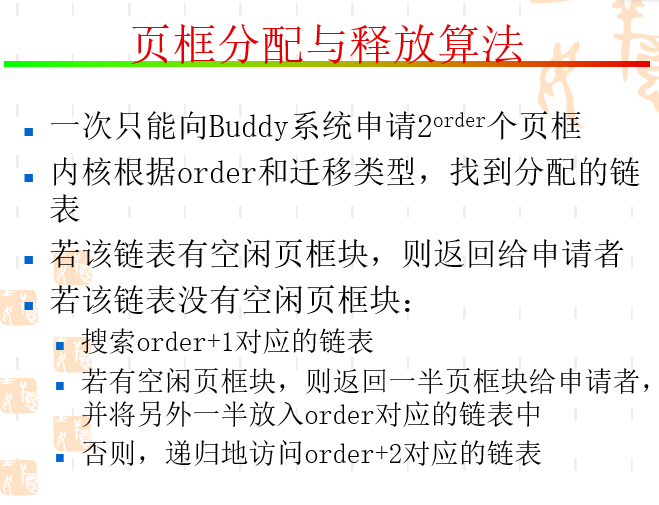 页框分配与释放算法
一次只能向Buddy系统申请2order个页框
内核根据order和迁移类型，找到分配的链
表
若该链表有空闲页框块，则返回给申请者
若该链表没有空闲页框块：
搜索order+1对应的链表
若有空闲页框块，则返回一半页框块给申请者，
并将另外一半放入order对应的链表中
否则，递归地访问order+2对应的链表